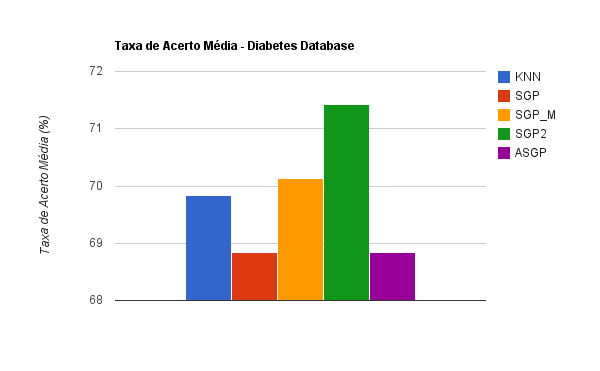 Taxa de Acerto Média - Diabetes Database
Taxa de Acerto Média (%)
72
71
70
69
68
KNN
SGP
SGP_M
SGP2
ASGP